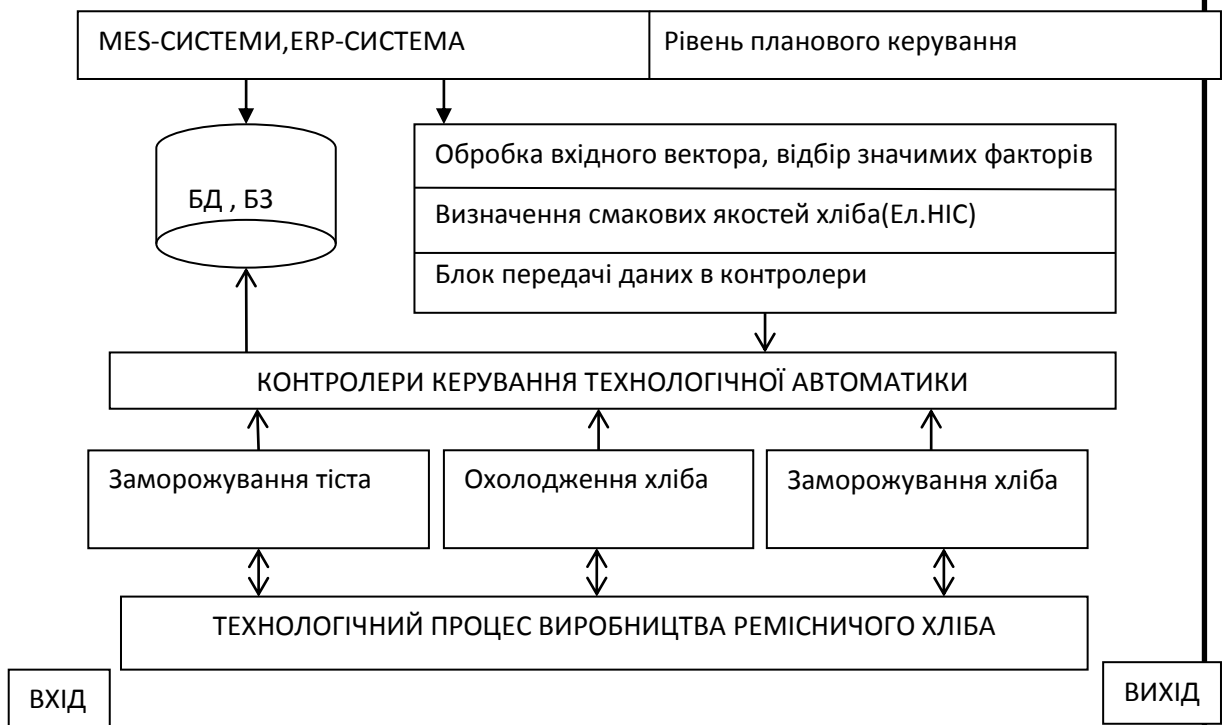 MES-СИСТЕМИ,ERP-СИСТЕМА
Рівень планового керування
БД , БЗ
Обробка вхідного вектора, відбір значимих факторів
Визначення смакових якостей хліба(Ел.НІС)
Блок передачі даних в контролери
КОНТРОЛЕРИ КЕРУВАННЯ ТЕХНОЛОГІЧНОЇ АВТОМАТИКИ
Заморожування тіста
Охолодження хліба
Заморожування хліба
ТЕХНОЛОГІЧНИЙ ПРОЦЕС ВИРОБНИЦТВА РЕМІСНИЧОГО ХЛІБА
ВХІД
ВИХІД